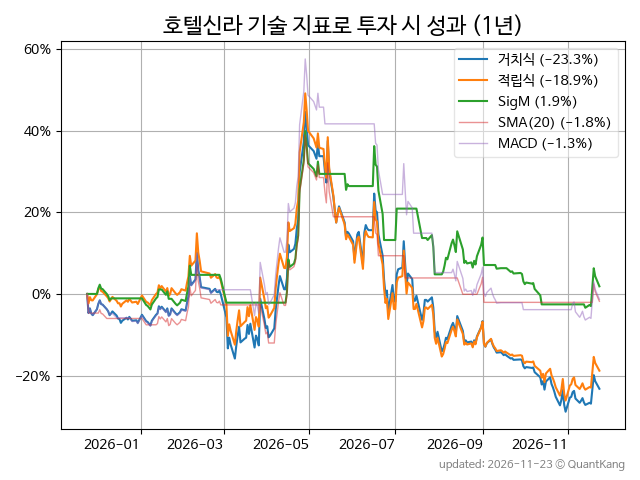 호텔신라 기술 지표로 투자 시 성과 (1년)
거치식 (−23.3%)
적립식 (−18.9%)
SigM (1.9%)
SMA(20) (−1.8%)
MACD (−1.3%)
60%
40%
20%
0%
−20%
2026-01 2026-03 2026-05 2026-07 2026-09 2026-11
updated: 2026-11-23 ⓒ QuantKang